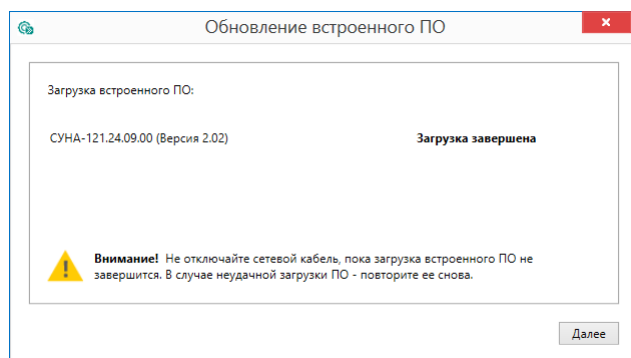 Обновление встроенного ПО
Загрузка встроенного ПО:
СУНА-121.24.09.00 (Версия 2.02) Загрузка завершена
Внимание! Не отключайте сетевой кабель, пока загрузка встроенного ПО не
завершится. В случае неудачной загрузки ПО - повторите ее снова.
Далее